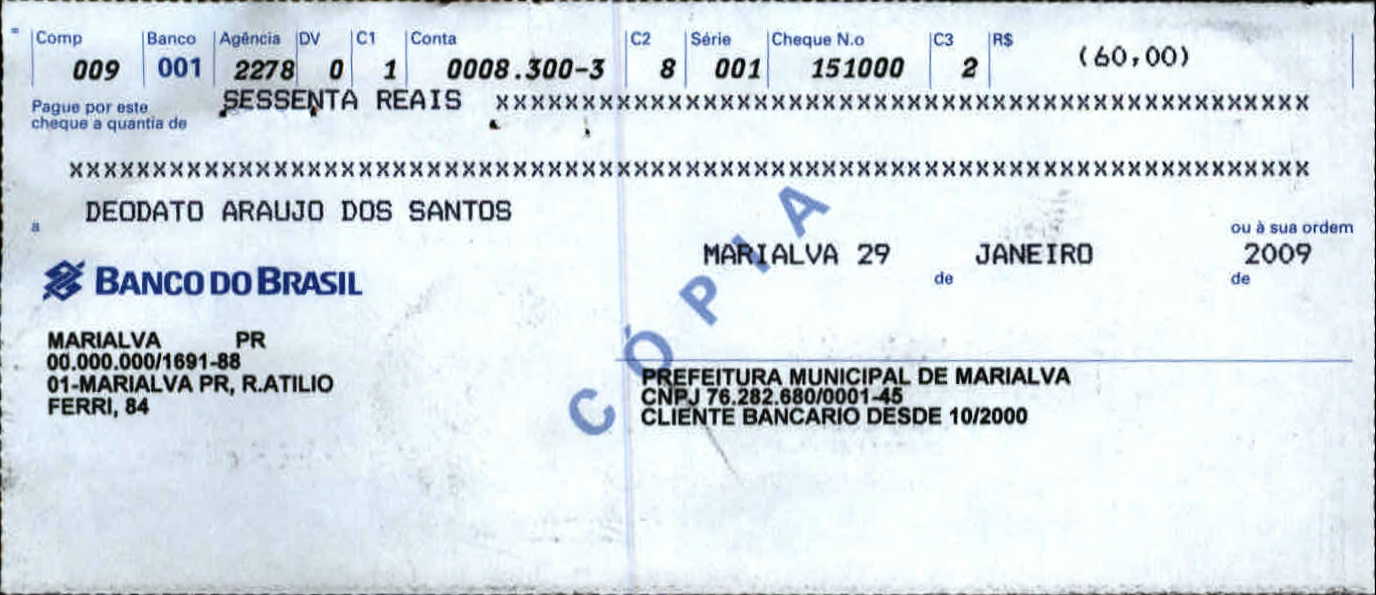 Comp Banco Agência DV C1 Conta C2 Série Cheque N.o C3 R$
009 001 2278 0 1 0008.300-3 8 001 151000 2 (60,00)
Pague por este SESSENTA REAIS xxxxxxxxxxxxxxxxxxxxxxxxxxxxxxxxxxxxxxxxxxxxxxxxxx
cheque a quantia de
xxxxxxxxxxxxxxxxxxxxxxxxxxxxxxxxxxxxxxxxxxxxxxxxxxxxxxxxxxxxxxxxxxxxxxxxxxx
a DEODATO ARAUJO DOS SANTOS
ou à sua ordem
MARIALVA 29 de JANEIRO de 2009
BANCO DO BRASIL
CÓPIA
MARIALVA PR
00.000.000/1691-88
01-MARIALVA PR, R.ATILIO
FERRI, 84
PREFEITURA MUNICIPAL DE MARIALVA
CNPJ 76.282.680/0001-45
CLIENTE BANCARIO DESDE 10/2000